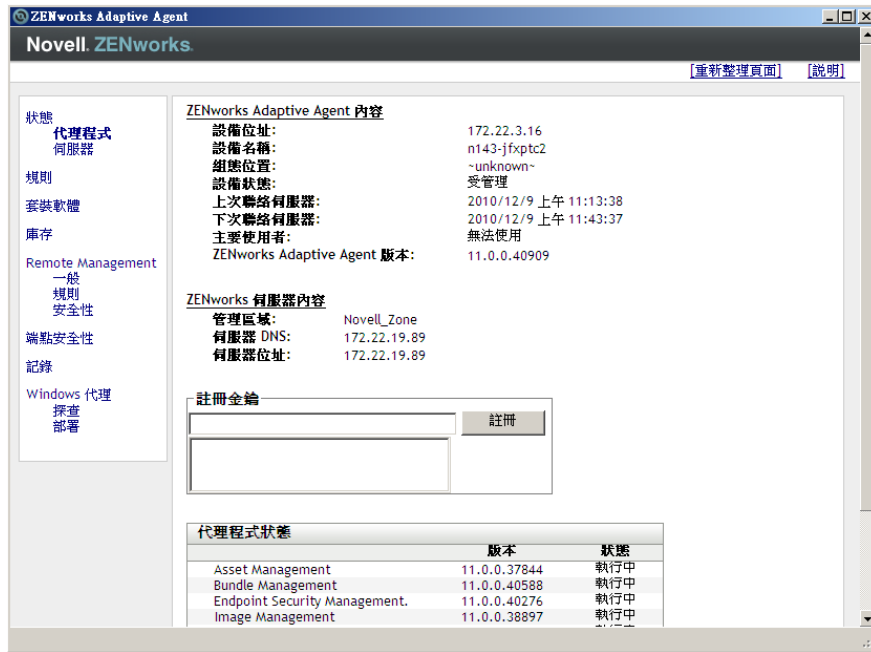 ZENworks Adaptive Agent
Novell. ZENworks.
[重新整理頁面] [説明]
狀態
代理程式
伺服器
規則
套裝軟體
庫存
Remote Management
一般
規則
安全性
端點安全性
記錄
Windows 代理
探查
部署
ZENworks Adaptive Agent 內容
設備位址: 172.22.3.16
設備名稱: n143-jfxptc2
組態位置: ~unknown~
設備狀態: 受管理
上次聯絡伺服器: 2010/12/9 上午 11:13:38
下次聯絡伺服器: 2010/12/9 上午 11:43:37
主要使用者: 無法使用
ZENworks Adaptive Agent 版本: 11.0.0.40909
ZENworks 伺服器內容
管理區域: Novell_Zone
伺服器 DNS: 172.22.19.89
伺服器位址: 172.22.19.89
註冊金鑰
註冊
代理程式狀態
版本 狀態
Asset Management 11.0.0.37844 執行中
Bundle Management 11.0.0.40588 執行中
Endpoint Security Management. 11.0.0.40276 執行中
Image Management 11.0.0.38897 執行中